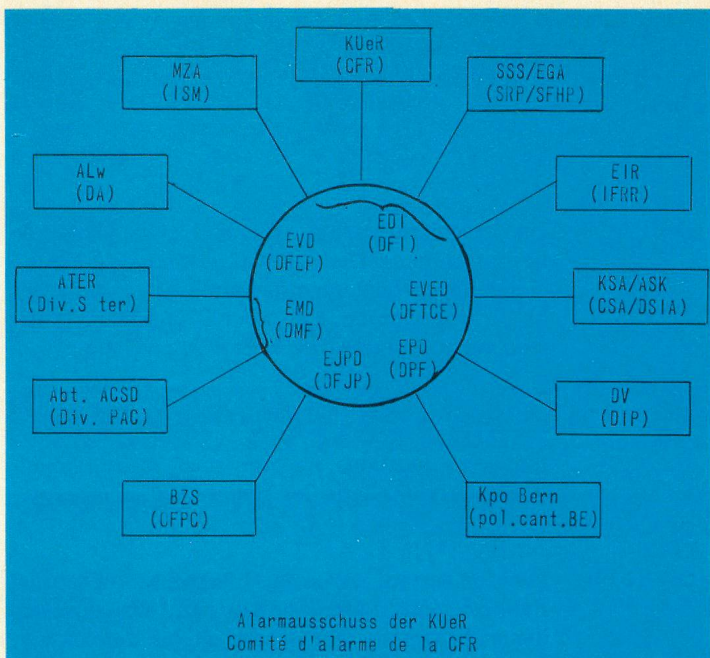 KUeR
(CFR)
MZA
(ISM)
SSS/EGA
(SRP/SFHP)
ALw
(DA)
EIR
(IFRR)
EDI
(DFI)
EVD
(DFEP)
ATER
(Div.S ter)
EVED
(DFTCE)
KSA/ASK
(CSA/DSIA)
EMD
(DMF)
EJPD
(DFJP)
EPD
(DPF)
Abt. ACSD
(Div. PAC)
DV
(DIP)
BZS
(OFPC)
Kpo Bern
(pol.cant.BE)
Alarmausschuss der KUeR
Comité d'alarme de la CFR